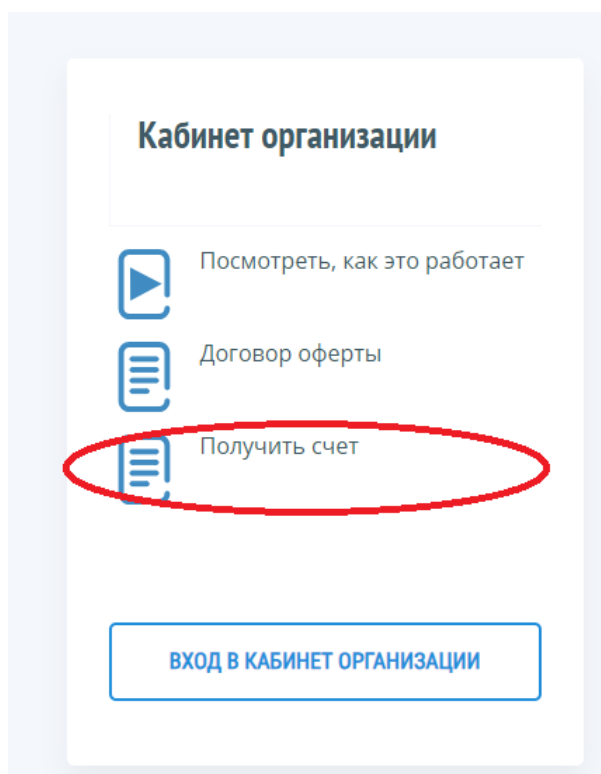 Кабинет организации
Посмотреть, как это работает
Договор оферты
Получить счет
ВХОД В КАБИНЕТ ОРГАНИЗАЦИИ